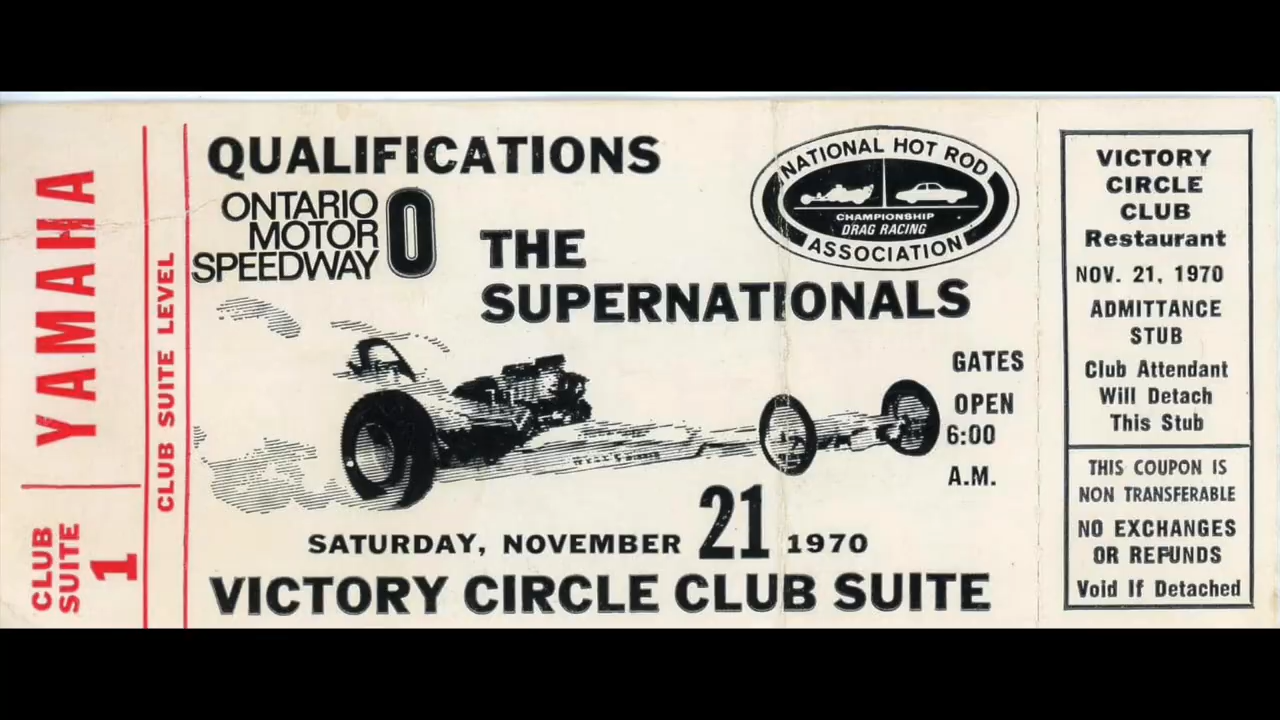 YAMAHA
CLUB
SUITE
1
CLUB SUITE LEVEL
QUALIFICATIONS
ONTARIO
MOTOR
SPEEDWAY
O
THE
SUPERNATIONALS
NATIONAL HOT ROD
CHAMPIONSHIP
DRAG RACING
ASSOCIATION
GATES
OPEN
6:00
A.M.
SATURDAY, NOVEMBER 21 1970
VICTORY CIRCLE CLUB SUITE
VICTORY
CIRCLE
CLUB
Restaurant
NOV. 21, 1970
ADMITTANCE
STUB
Club Attendant
Will Detach
This Stub
THIS COUPON IS
NON TRANSFERABLE
NO EXCHANGES
OR REFUNDS
Void If Detached